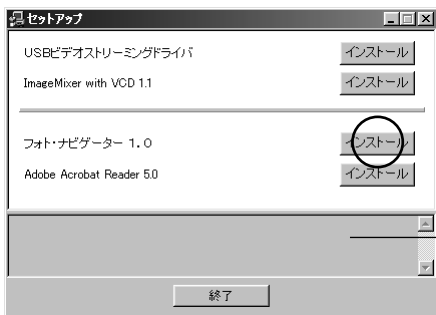 セットアップ
USBビデオストリーミングドライバ インストール
ImageMixer with VCD 1.1 インストール
フォト・ナビゲーター 1.0 インストール
Adobe Acrobat Reader 5.0 インストール
終了